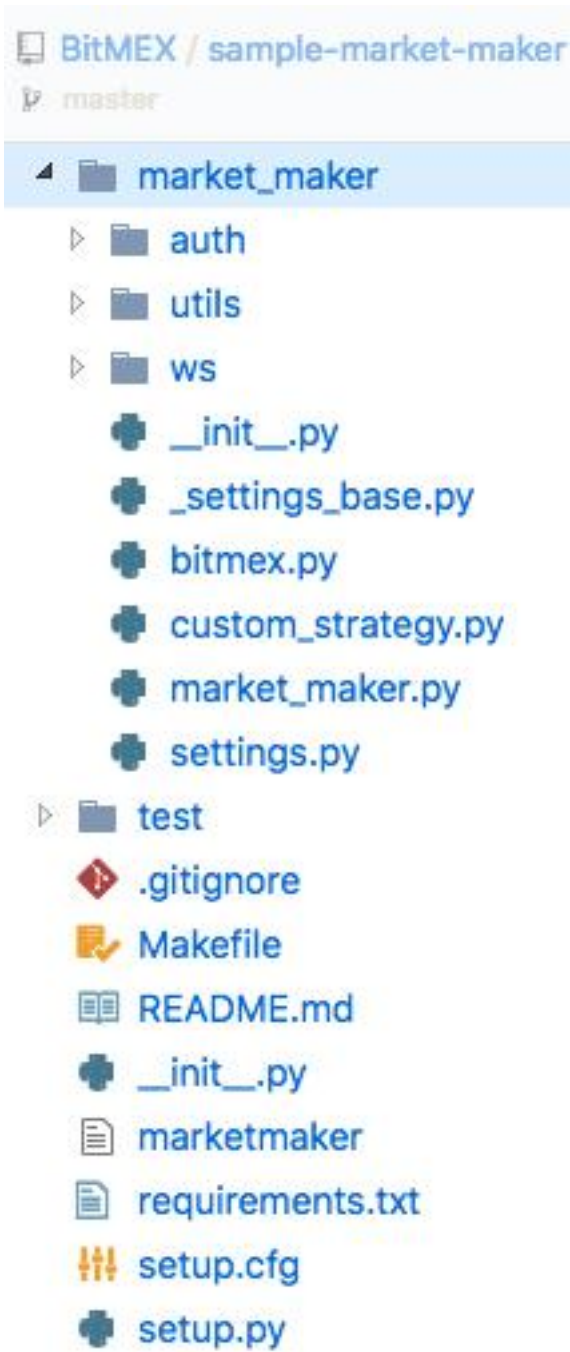 BitMEX / sample-market-maker
master
market_maker
auth
utils
ws
__init__.py
_settings_base.py
bitmex.py
custom_strategy.py
market_maker.py
settings.py
test
.gitignore
Makefile
README.md
__init__.py
marketmaker
requirements.txt
setup.cfg
setup.py